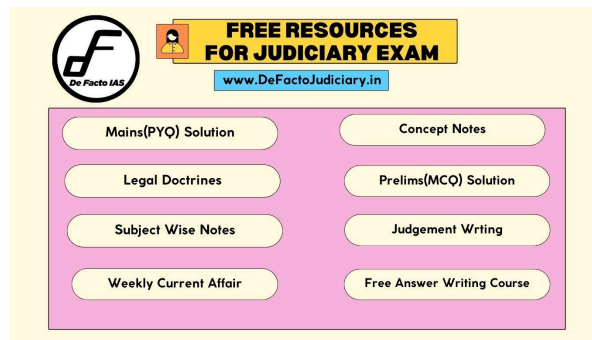 De Facto IAS
FREE RESOURCES
FOR JUDICIARY EXAM
www.DeFactoJudiciary.in
Mains(PYQ) Solution
Concept Notes
Legal Doctrines
Prelims(MCQ) Solution
Subject Wise Notes
Judgement Wrting
Weekly Current Affair
Free Answer Writing Course